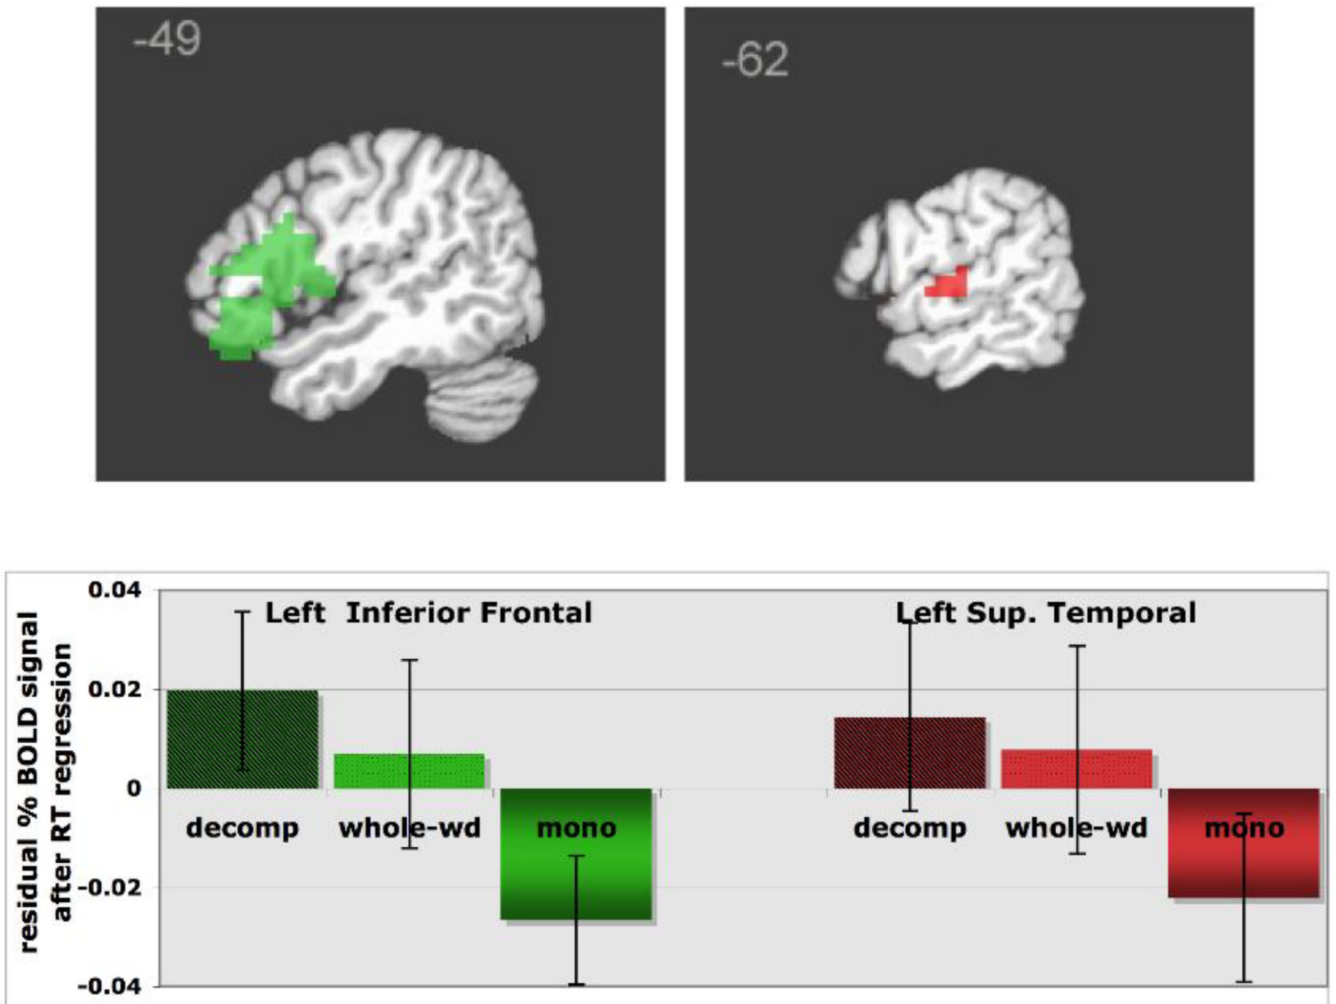 -49
-62
residual % BOLD signal
after RT regression
0.04
0.02
0
-0.02
-0.04
Left Inferior Frontal
Left Sup. Temporal
decomp
whole-wd
mono
decomp
whole-wd
mono